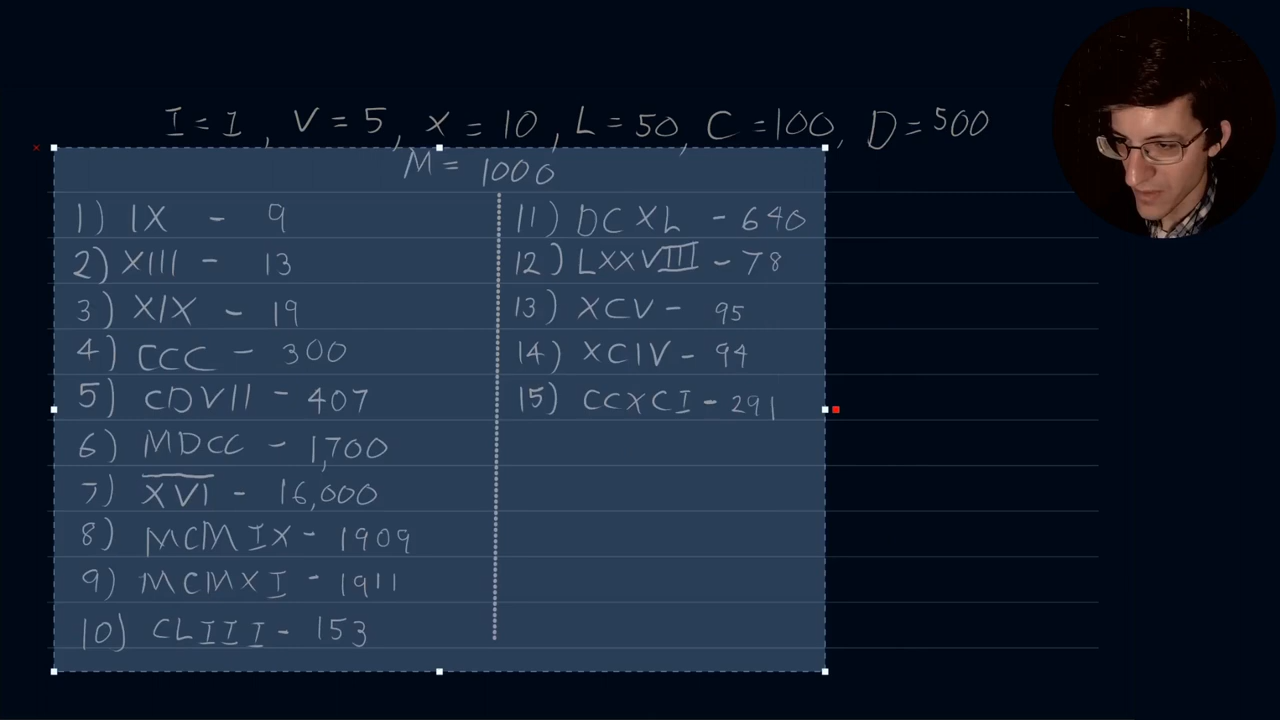 I = I , V = 5, X = 10, L = 50, C = 100, D = 500
M = 1000
1) IX - 9
2) XIII - 13
3) XIX - 19
4) CCC - 300
5) CDVII - 407
6) MDCC - 1,700
7) X̅V̅I̅ - 16,000
8) MCMIX - 1909
9) MCMXI - 1911
10) CLIII - 153
11) DCXL - 640
12) LXXVIII - 78
13) XCV - 95
14) XCIV - 94
15) CCXCI - 291